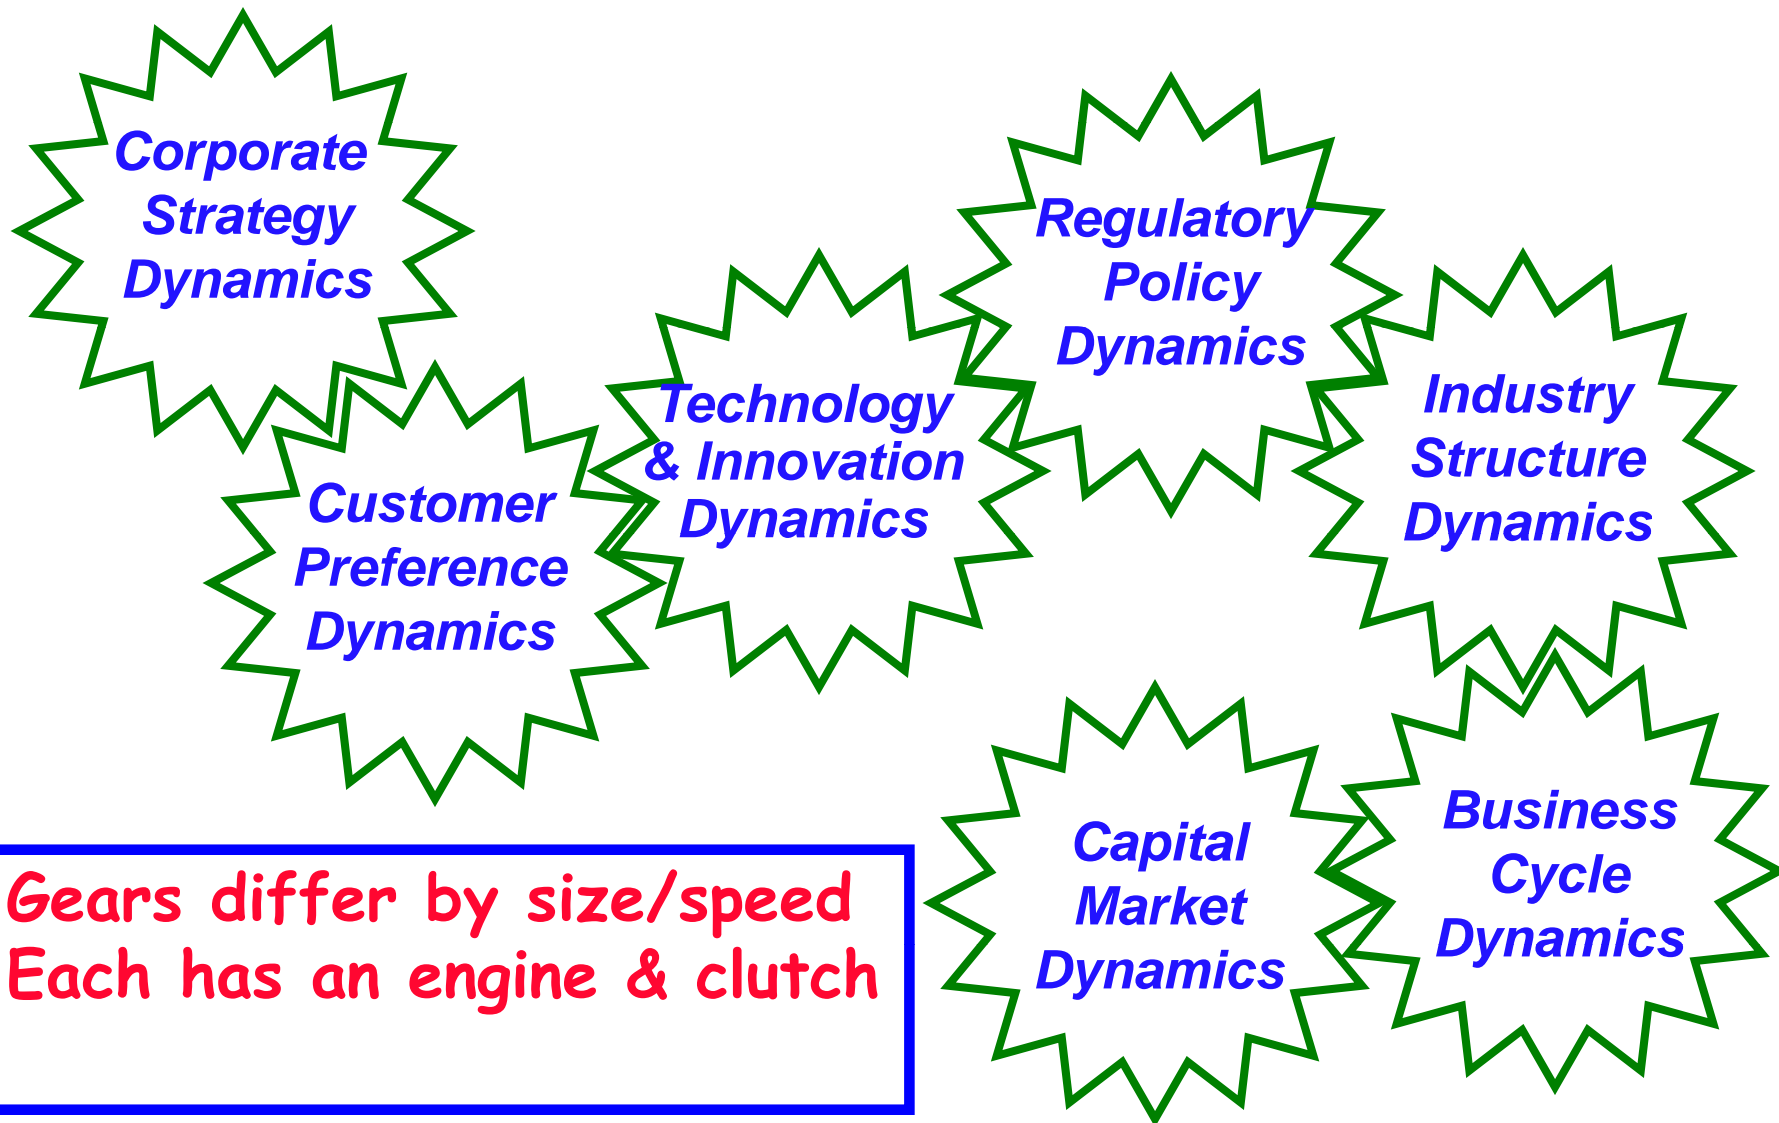 Corporate
Strategy
Dynamics
Customer
Preference
Dynamics
Technology
& Innovation
Dynamics
Regulatory
Policy
Dynamics
Industry
Structure
Dynamics
Business
Cycle
Dynamics
Capital
Market
Dynamics
Gears differ by size/speed
Each has an engine & clutch